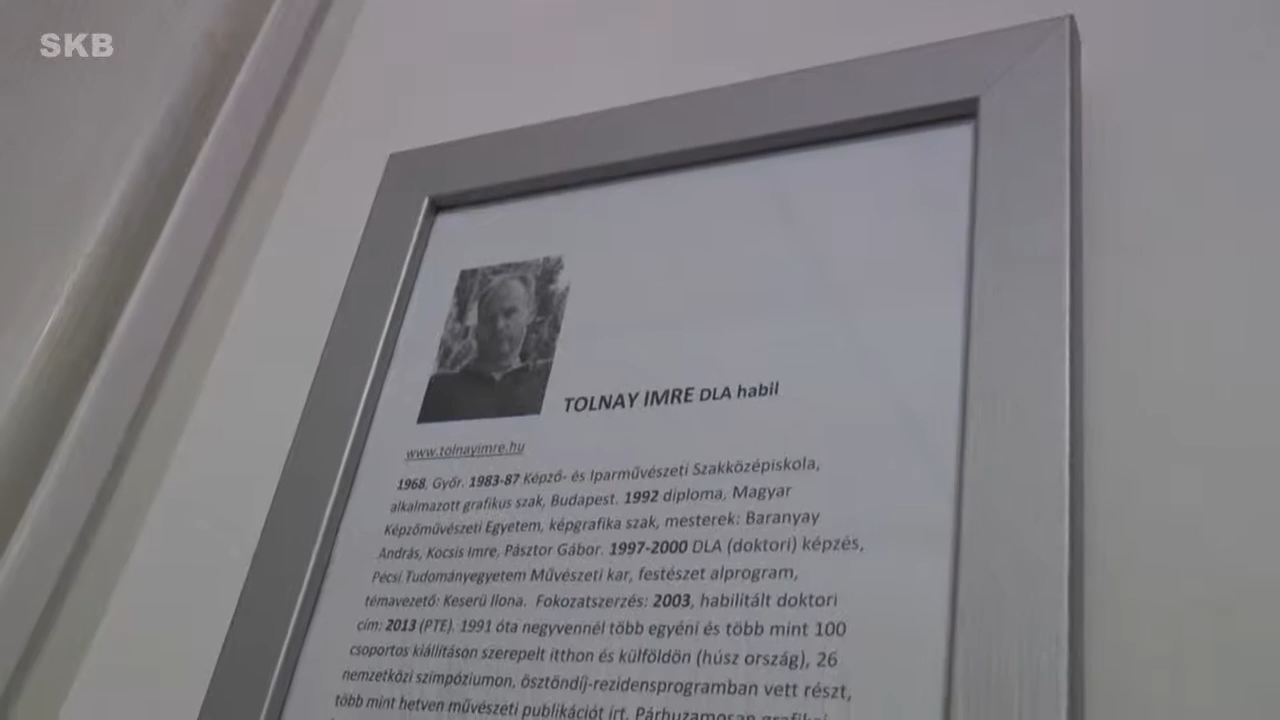 SKB
TOLNAY IMRE DLA habil
www.tolnayimre.hu
1968, Győr. 1983-87 Képző- és Iparművészeti Szakközépiskola,
alkalmazott grafikus szak, Budapest. 1992 diploma, Magyar
Képzőművészeti Egyetem, képgrafika szak, mesterek: Baranyay
András, Kocsis Imre, Pásztor Gábor. 1997-2000 DLA (doktori) képzés,
Pécsi Tudományegyetem Művészeti kar, festészet alprogram,
témavezető: Keserü Ilona. Fokozatszerzés: 2003, habilitált doktori
cím: 2013 (PTE). 1991 óta negyvennél több egyéni és több mint 100
csoportos kiállításon szerepelt itthon és külföldön (húsz ország), 26
nemzetközi szimpóziumon, ösztöndíj-rezidensprogramban vett részt,
több mint hetven művészeti publikációt írt. Párhuzamosan grafikai